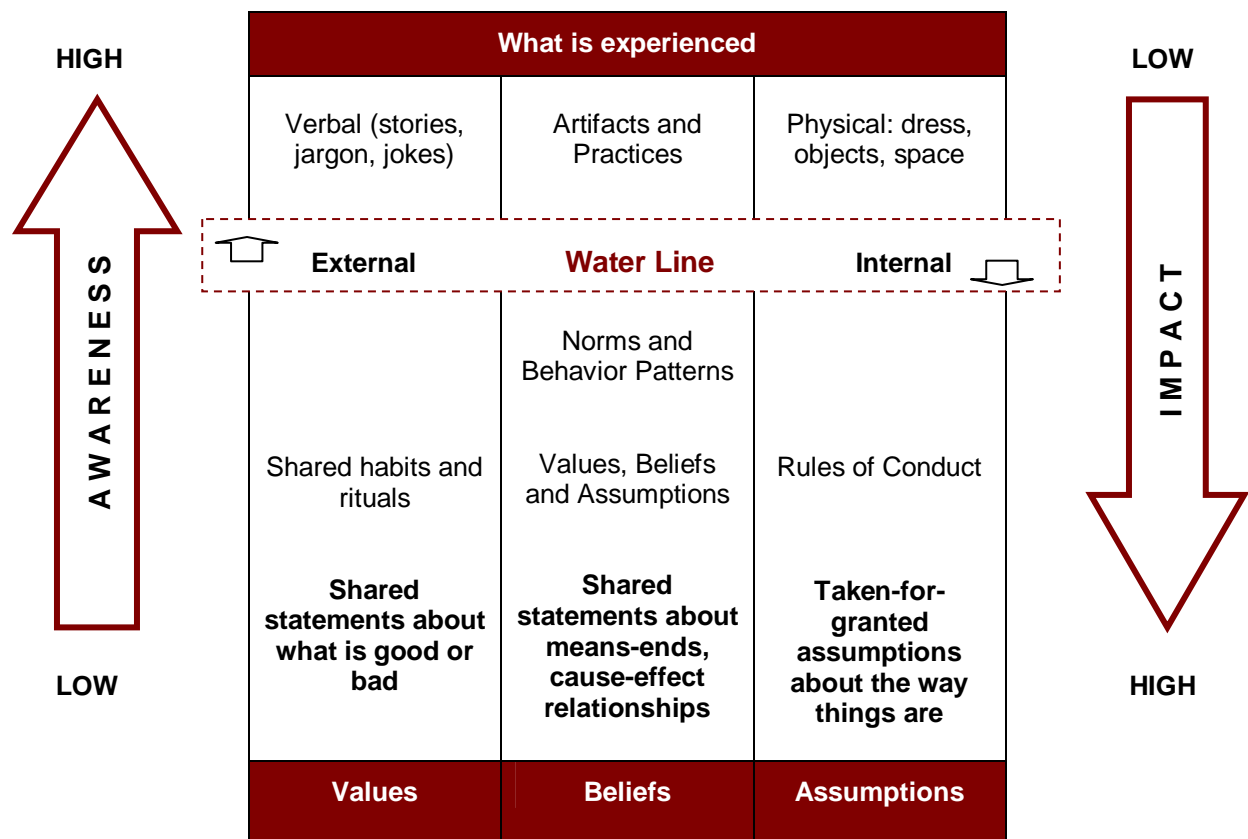 What is experienced
HIGH
LOW
Verbal (stories,
jargon, jokes)
Artifacts and
Practices
Physical: dress,
objects, space
External
Water Line
Internal
AWARENESS
IMPACT
Norms and
Behavior Patterns
Shared habits and
rituals
Values, Beliefs
and Assumptions
Rules of Conduct
Shared
statements about
what is good or
bad
Shared
statements about
means-ends,
cause-effect
relationships
Taken-for-
granted
assumptions
about the way
things are
LOW
HIGH
Values
Beliefs
Assumptions